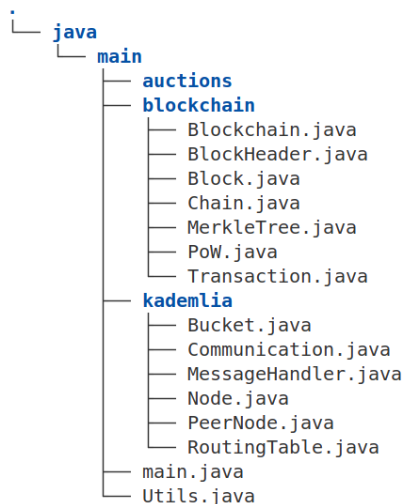 .
└── java
    └── main
        ├── auctions
        ├── blockchain
        │   ├── Blockchain.java
        │   ├── BlockHeader.java
        │   ├── Block.java
        │   ├── Chain.java
        │   ├── MerkleTree.java
        │   ├── PoW.java
        │   └── Transaction.java
        ├── kademlia
        │   ├── Bucket.java
        │   ├── Communication.java
        │   ├── MessageHandler.java
        │   ├── Node.java
        │   ├── PeerNode.java
        │   └── RoutingTable.java
        ├── main.java
        └── Utils.java